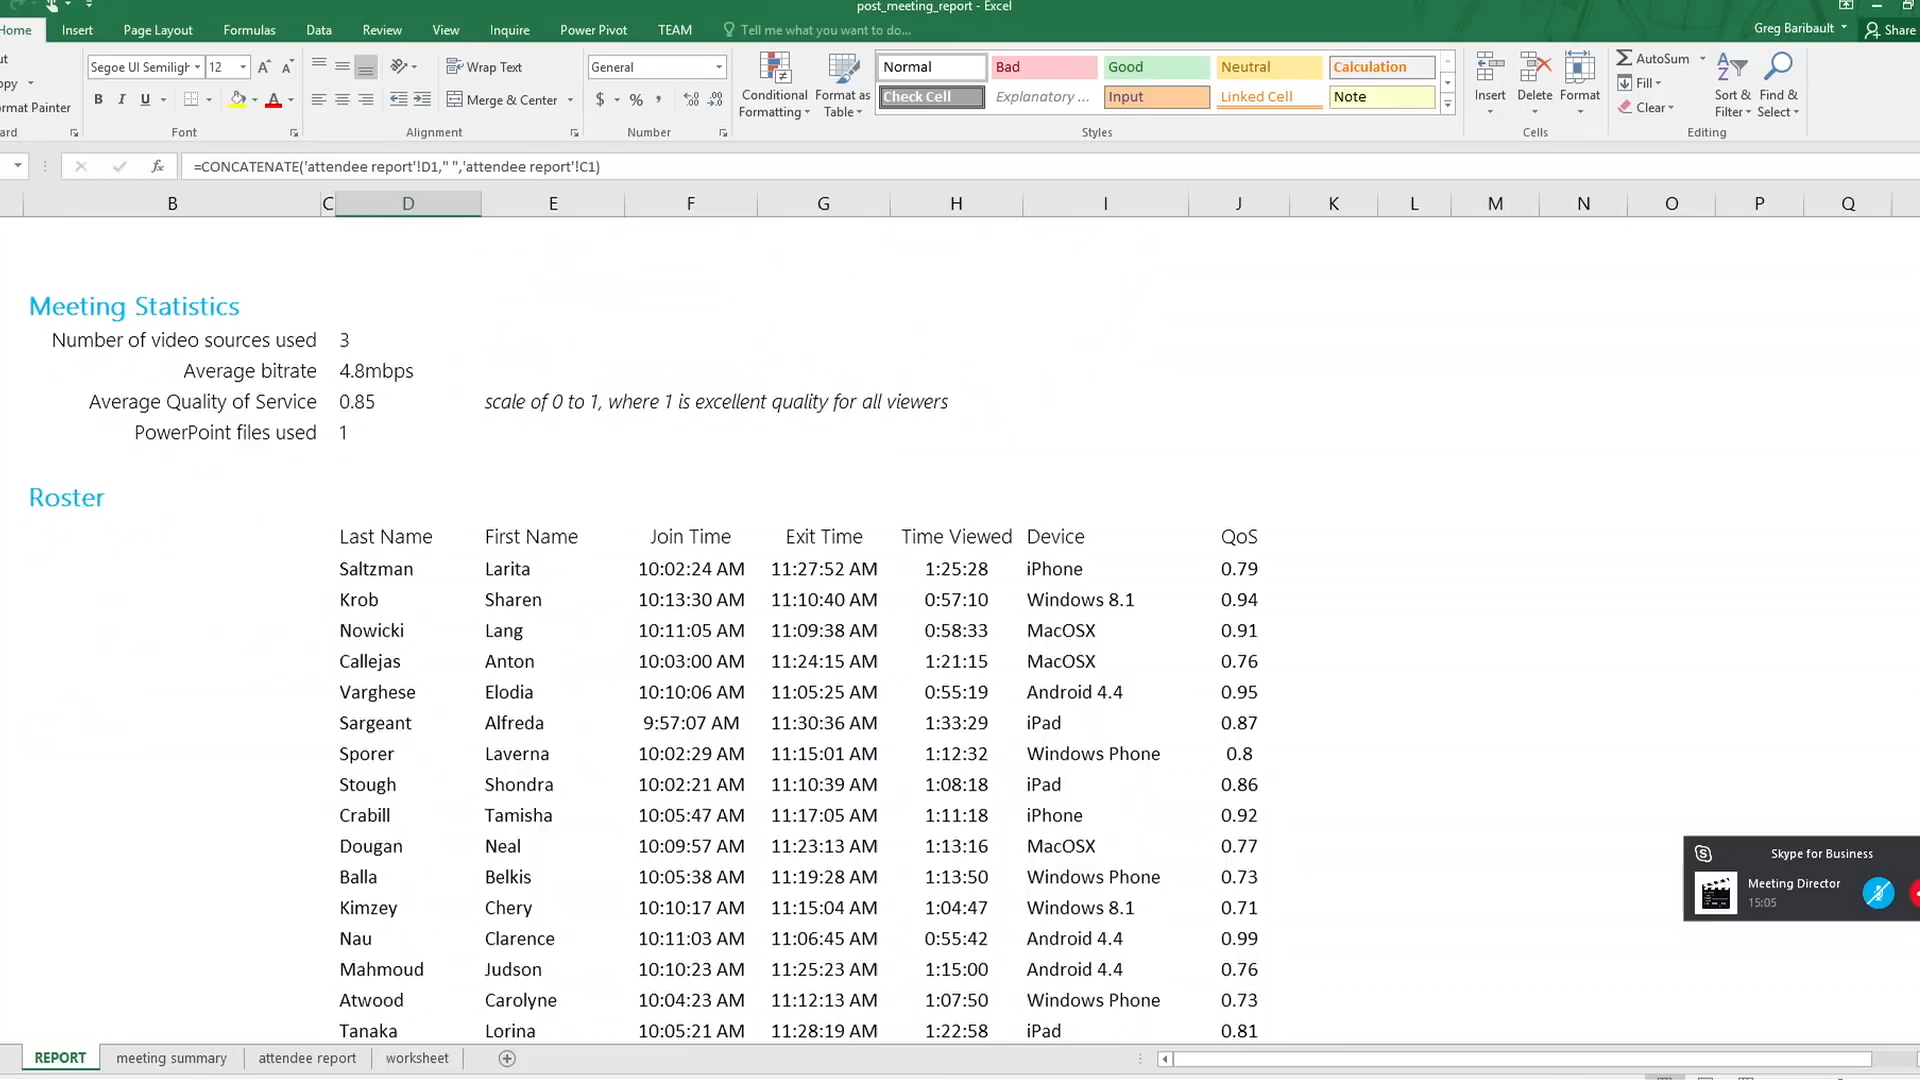 post_meeting_report - Excel
Home Insert Page Layout Formulas Data Review View Inquire Power Pivot TEAM Tell me what you want to do... Greg Baribault Share
Segoe UI Semiligh 12 Wrap Text General Normal Bad Good Neutral Calculation AutoSum
B I U Merge & Center $ % Conditional Formatting Format as Table Check Cell Explanatory ... Input Linked Cell Note Insert Delete Format Fill Clear Sort & Filter Find & Select
Format Painter
Font Alignment Number Styles Cells Editing
fx =CONCATENATE('attendee report'!D1," ",'attendee report'!C1)
B C D E F G H I J K L M N O P Q
Meeting Statistics
Number of video sources used 3
Average bitrate 4.8mbps
Average Quality of Service 0.85 scale of 0 to 1, where 1 is excellent quality for all viewers
PowerPoint files used 1
Roster
Last Name First Name Join Time Exit Time Time Viewed Device QoS
Saltzman Larita 10:02:24 AM 11:27:52 AM 1:25:28 iPhone 0.79
Krob Sharen 10:13:30 AM 11:10:40 AM 0:57:10 Windows 8.1 0.94
Nowicki Lang 10:11:05 AM 11:09:38 AM 0:58:33 MacOSX 0.91
Callejas Anton 10:03:00 AM 11:24:15 AM 1:21:15 MacOSX 0.76
Varghese Elodia 10:10:06 AM 11:05:25 AM 0:55:19 Android 4.4 0.95
Sargeant Alfreda 9:57:07 AM 11:30:36 AM 1:33:29 iPad 0.87
Sporer Laverna 10:02:29 AM 11:15:01 AM 1:12:32 Windows Phone 0.8
Stough Shondra 10:02:21 AM 11:10:39 AM 1:08:18 iPad 0.86
Crabill Tamisha 10:05:47 AM 11:17:05 AM 1:11:18 iPhone 0.92
Dougan Neal 10:09:57 AM 11:23:13 AM 1:13:16 MacOSX 0.77
Balla Belkis 10:05:38 AM 11:19:28 AM 1:13:50 Windows Phone 0.73
Kimzey Chery 10:10:17 AM 11:15:04 AM 1:04:47 Windows 8.1 0.71
Nau Clarence 10:11:03 AM 11:06:45 AM 0:55:42 Android 4.4 0.99
Mahmoud Judson 10:10:23 AM 11:25:23 AM 1:15:00 Android 4.4 0.76
Atwood Carolyne 10:04:23 AM 11:12:13 AM 1:07:50 Windows Phone 0.73
Tanaka Lorina 10:05:21 AM 11:28:19 AM 1:22:58 iPad 0.81
Skype for Business
Meeting Director
15:05
REPORT meeting summary attendee report worksheet